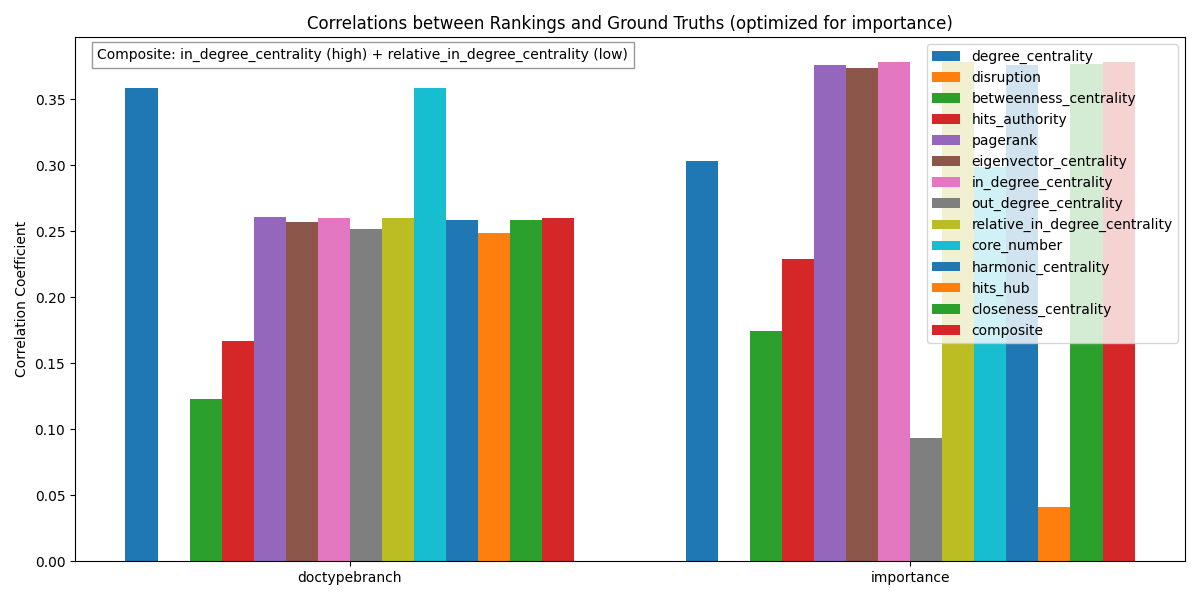 Correlations between Rankings and Ground Truths (optimized for importance)
Composite: in_degree_centrality (high) + relative_in_degree_centrality (low)
degree_centrality
disruption
betweenness_centrality
hits_authority
pagerank
eigenvector_centrality
in_degree_centrality
out_degree_centrality
relative_in_degree_centrality
core_number
harmonic_centrality
hits_hub
closeness_centrality
composite
Correlation Coefficient
0.35
0.30
0.25
0.20
0.15
0.10
0.05
0.00
doctypebranch
importance